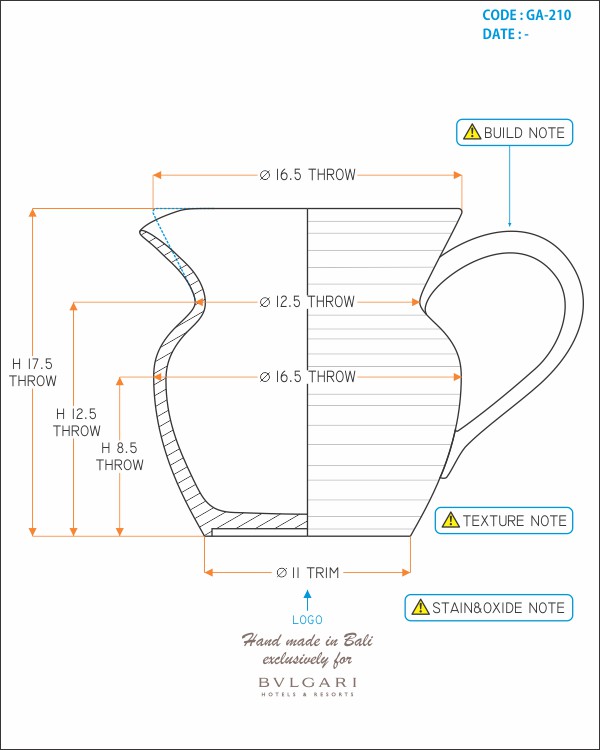 CODE : GA-210
DATE : -
BUILD NOTE
Ø 16.5 THROW
Ø 12.5 THROW
H 17.5
THROW
Ø 16.5 THROW
H 12.5
THROW
H 8.5
THROW
TEXTURE NOTE
Ø 11 TRIM
STAIN&OXIDE NOTE
LOGO
Hand made in Bali
exclusively for
BVLGARI
HOTELS & RESORTS